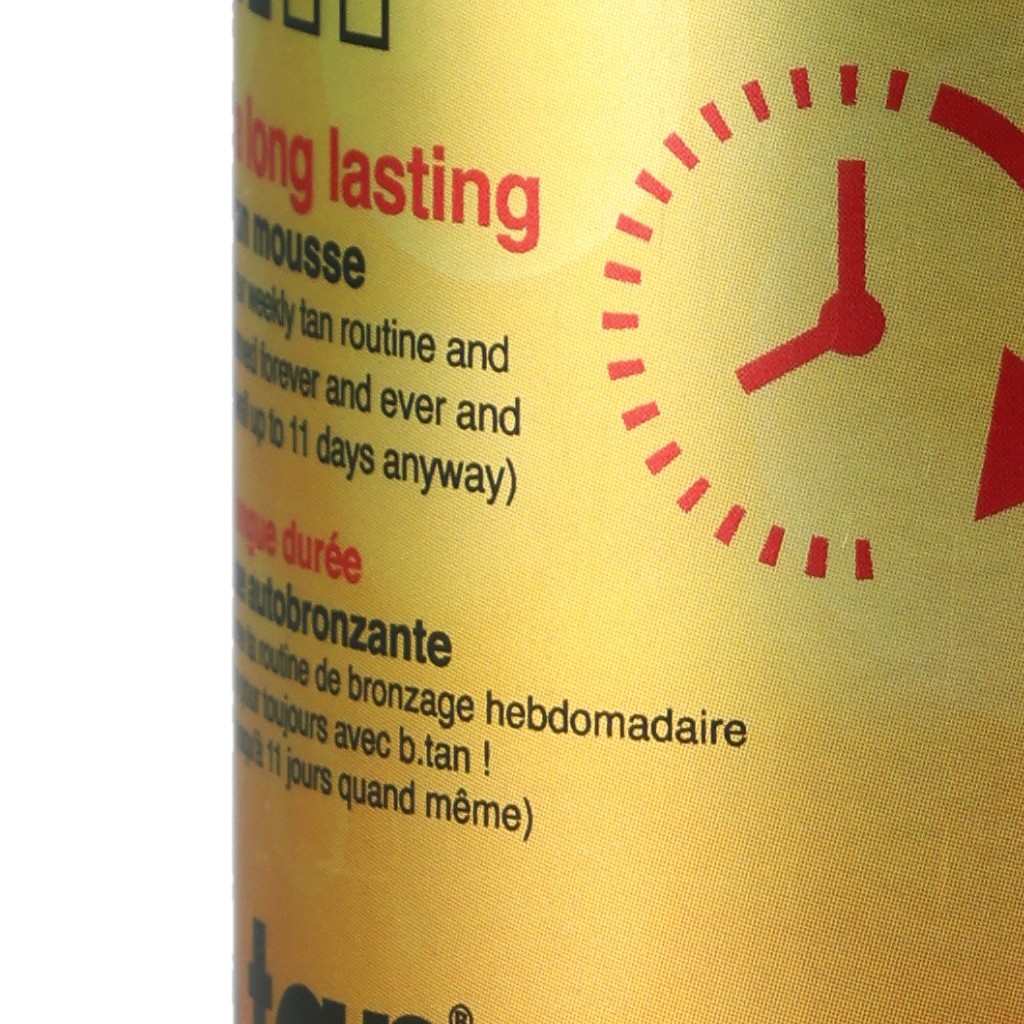 long lasting
mousse
weekly tan routine and
forever and ever and
up to 11 days anyway)
durée
autobronzante
routine de bronzage hebdomadaire
toujours avec b.tan !
11 jours quand même)